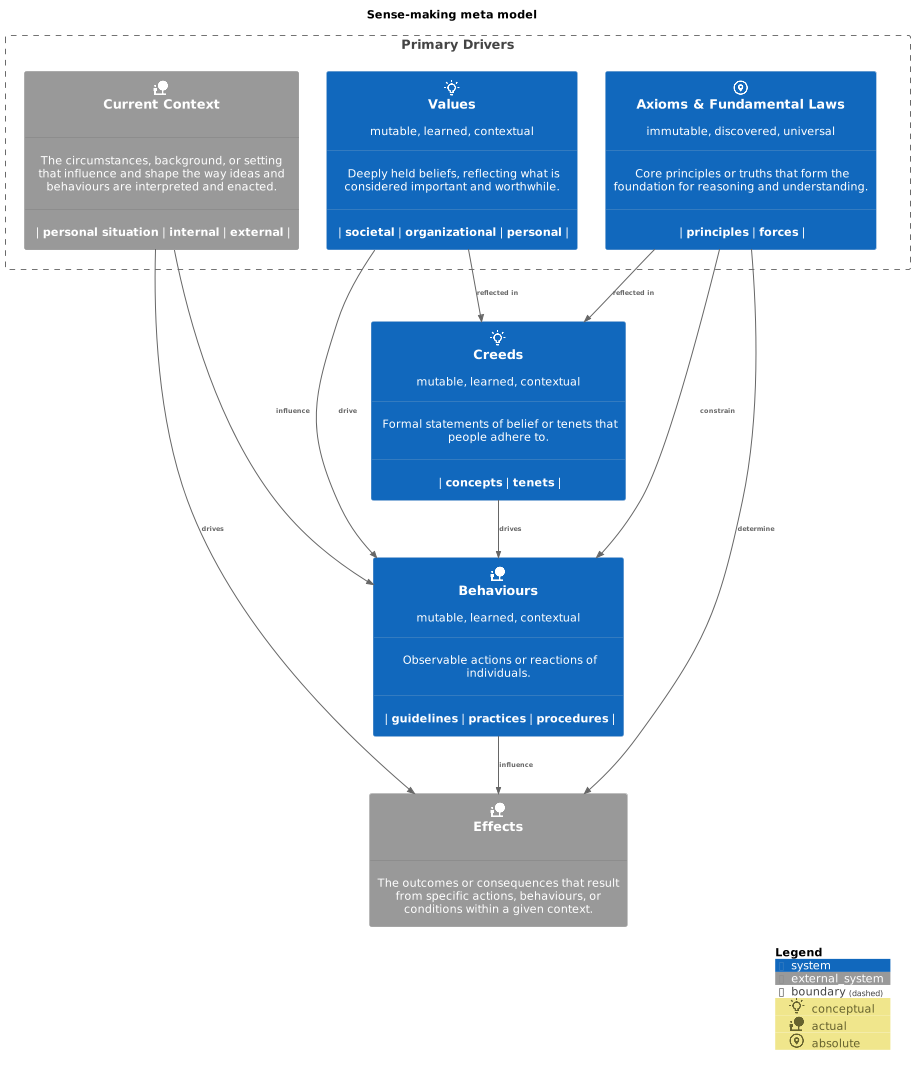 Sense-making meta model
Primary Drivers
Current Context
The circumstances, background, or setting
that influence and shape the way ideas and
behaviours are interpreted and enacted.
| personal situation | internal | external |
Values
mutable, learned, contextual
Deeply held beliefs, reflecting what is
considered important and worthwhile.
| societal | organizational | personal |
Axioms & Fundamental Laws
immutable, discovered, universal
Core principles or truths that form the
foundation for reasoning and understanding.
| principles | forces |
reflected in
reflected in
Creeds
mutable, learned, contextual
Formal statements of belief or tenets that
people adhere to.
| concepts | tenets |
influence
drive
constrain
drives
drives
determine
Behaviours
mutable, learned, contextual
Observable actions or reactions of
individuals.
| guidelines | practices | procedures |
influence
Effects
The outcomes or consequences that result
from specific actions, behaviours, or
conditions within a given context.
Legend
system
external_system
boundary (dashed)
conceptual
actual
absolute